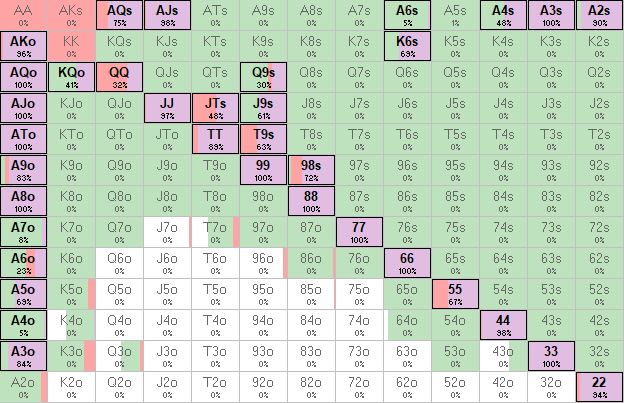 AA AKs AQs AJs ATs A9s A8s A7s A6s A5s A4s A3s A2s
0% 0% 75% 98% 0% 0% 0% 0% 5% 1% 48% 100% 90%
AKo KK KQs KJs KTs K9s K8s K7s K6s K5s K4s K3s K2s
96% 0% 0% 0% 0% 0% 0% 0% 69% 0% 0% 0% 0%
AQo KQo QQ QJs QTs Q9s Q8s Q7s Q6s Q5s Q4s Q3s Q2s
100% 41% 32% 0% 0% 30% 0% 0% 0% 0% 0% 0% 0%
AJo KJo QJo JJ JTs J9s J8s J7s J6s J5s J4s J3s J2s
100% 0% 0% 97% 48% 61% 0% 0% 0% 0% 0% 0% 0%
ATo KTo QTo JTo TT T9s T8s T7s T6s T5s T4s T3s T2s
100% 0% 0% 0% 89% 63% 0% 0% 0% 0% 0% 0% 0%
A9o K9o Q9o J9o T9o 99 98s 97s 96s 95s 94s 93s 92s
83% 0% 0% 0% 0% 100% 72% 0% 0% 0% 0% 0% 0%
A8o K8o Q8o J8o T8o 98o 88 87s 86s 85s 84s 83s 82s
100% 0% 0% 0% 0% 0% 100% 0% 0% 0% 0% 0% 0%
A7o K7o Q7o J7o T7o 97o 87o 77 76s 75s 74s 73s 72s
8% 0% 0% 0% 0% 0% 0% 100% 0% 0% 0% 0% 0%
A6o K6o Q6o J6o T6o 96o 86o 76o 66 65s 64s 63s 62s
23% 0% 0% 0% 0% 0% 0% 0% 100% 0% 0% 0% 0%
A5o K5o Q5o J5o T5o 95o 85o 75o 65o 55 54s 53s 52s
69% 0% 0% 0% 0% 0% 0% 0% 0% 67% 0% 0% 0%
A4o K4o Q4o J4o T4o 94o 84o 74o 64o 54o 44 43s 42s
5% 0% 0% 0% 0% 0% 0% 0% 0% 0% 98% 0% 0%
A3o K3o Q3o J3o T3o 93o 83o 73o 63o 53o 43o 33 32s
84% 0% 0% 0% 0% 0% 0% 0% 0% 0% 0% 100% 0%
A2o K2o Q2o J2o T2o 92o 82o 72o 62o 52o 42o 32o 22
0% 0% 0% 0% 0% 0% 0% 0% 0% 0% 0% 0% 94%